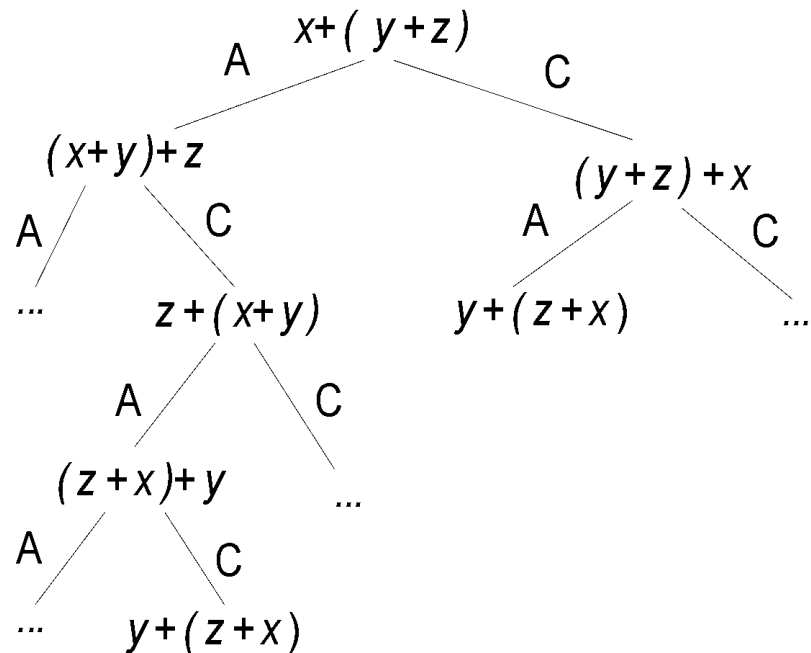 x+( y+z)
A C
(x+y)+z (y+z)+x
A C A C
... z+(x+y) y+(z+x) ...
A C
(z+x)+y ...
A C
... y+(z+x)